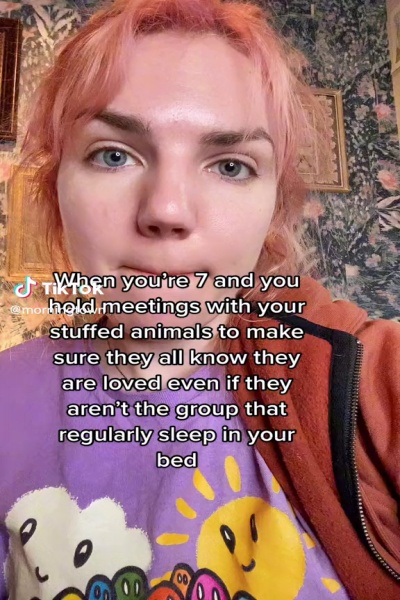 When you're 7 and you
TikTok
hold meetings with your
stuffed animals to make
sure they all know they
are loved even if they
aren't the group that
regularly sleep in your
bed